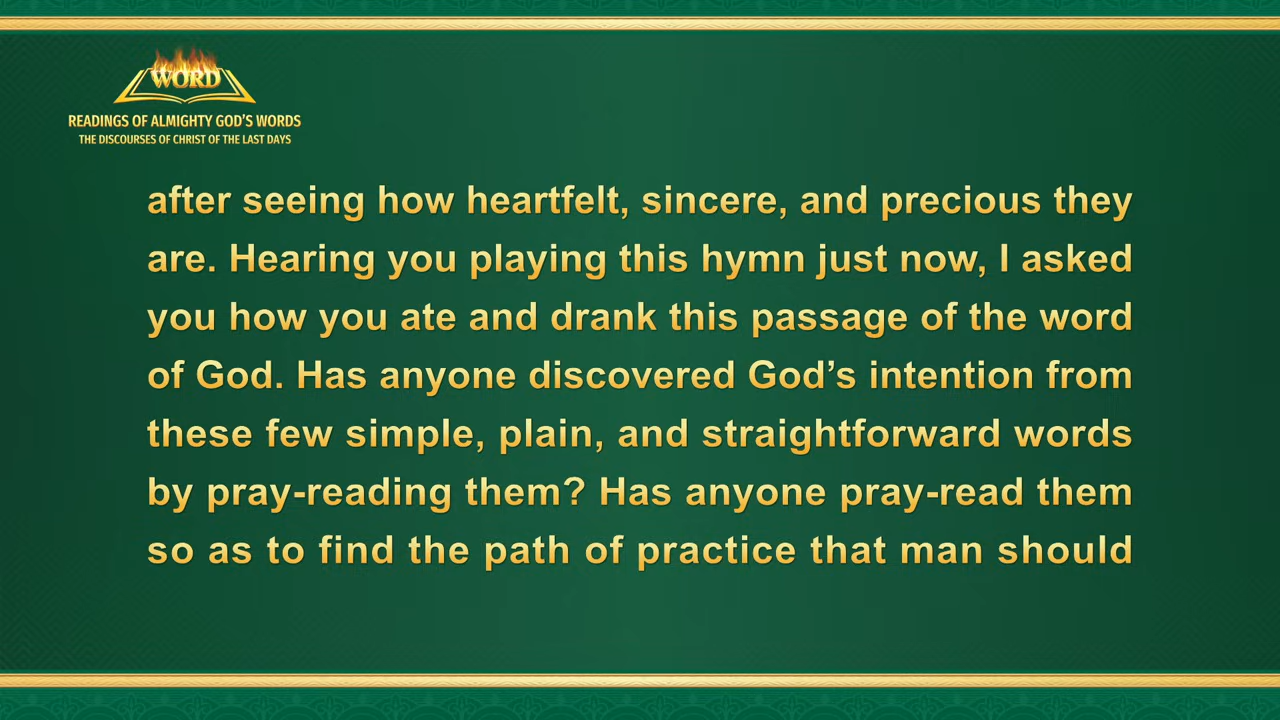 WORD
READINGS OF ALMIGHTY GOD'S WORDS
THE DISCOURSES OF CHRIST OF THE LAST DAYS
after seeing how heartfelt, sincere, and precious they
are. Hearing you playing this hymn just now, I asked
you how you ate and drank this passage of the word
of God. Has anyone discovered God’s intention from
these few simple, plain, and straightforward words
by pray-reading them? Has anyone pray-read them
so as to find the path of practice that man should